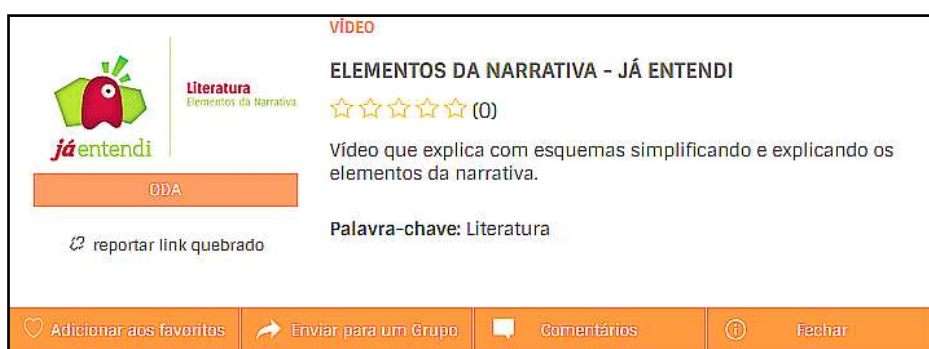 VÍDEO
ELEMENTOS DA NARRATIVA - JÁ ENTENDI
(0)
Vídeo que explica com esquemas simplificando e explicando os
elementos da narrativa.
Palavra-chave: Literatura
Literatura
Elementos da Narrativa
já entendi
ODA
reportar link quebrado
Adicionar aos favoritos
Enviar para um Grupo
Comentários
Fechar